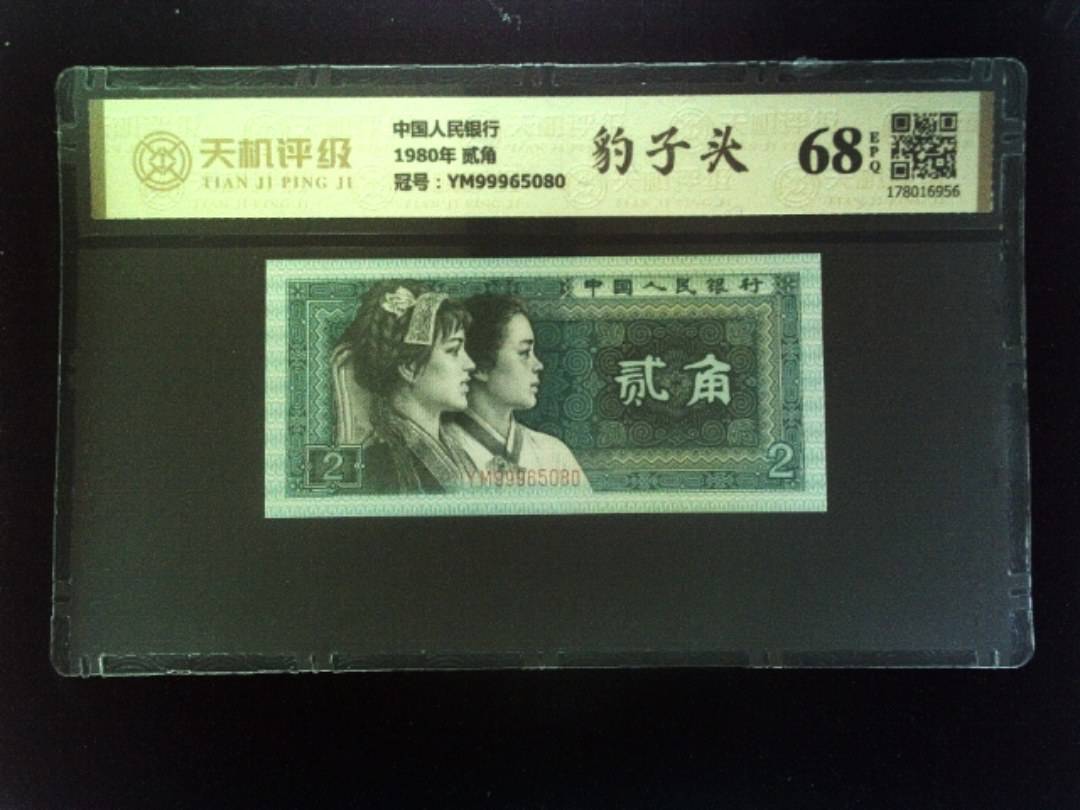 天机评级
TIAN JI PING JI
中国人民银行
1980年 贰角
冠号：YM99965080
豹子头
68
EPQ
178016956
中国人民银行
贰角
2
2
YM99965080